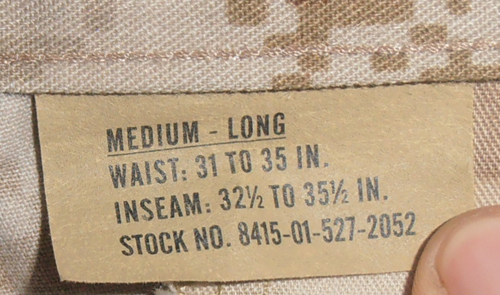 MEDIUM - LONG
WAIST: 31 TO 35 IN.
INSEAM: 32½ TO 35½ IN.
STOCK NO. 8415-01-527-2052